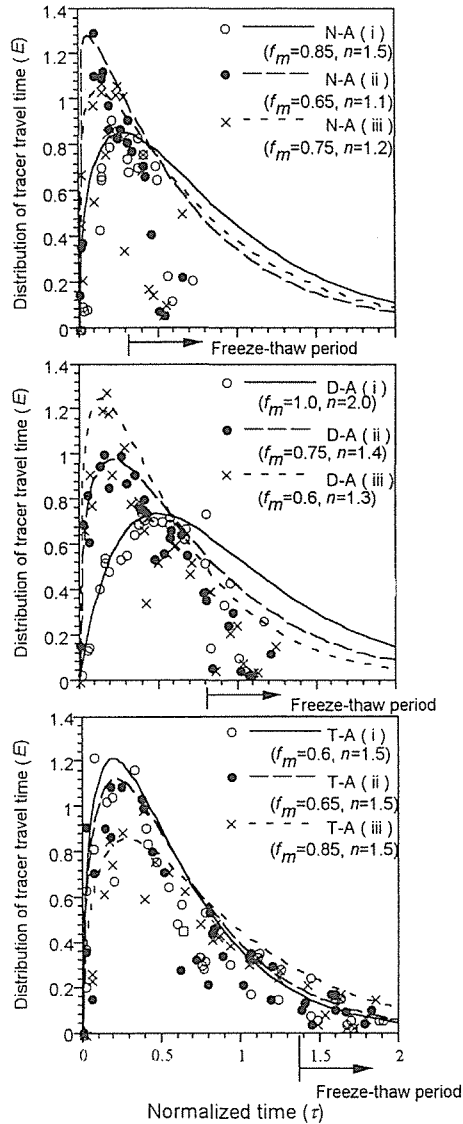 Distribution of tracer travel time (E)
1.4
1.2
1
0.8
0.6
0.4
0.2
0
N-A ( i )
(fm=0.85, n=1.5)
N-A ( ii )
(fm=0.65, n=1.1)
N-A ( iii )
(fm=0.75, n=1.2)
Freeze-thaw period
Distribution of tracer travel time (E)
1.4
1.2
1
0.8
0.6
0.4
0.2
0
D-A ( i )
(fm=1.0, n=2.0)
D-A ( ii )
(fm=0.75, n=1.4)
D-A ( iii )
(fm=0.6, n=1.3)
Freeze-thaw period
Distribution of tracer travel time (E)
1.4
1.2
1
0.8
0.6
0.4
0.2
0
T-A ( i )
(fm=0.6, n=1.5)
T-A ( ii )
(fm=0.65, n=1.5)
T-A ( iii )
(fm=0.85, n=1.5)
0 0.5 1 1.5 2
Freeze-thaw period
Normalized time (τ)